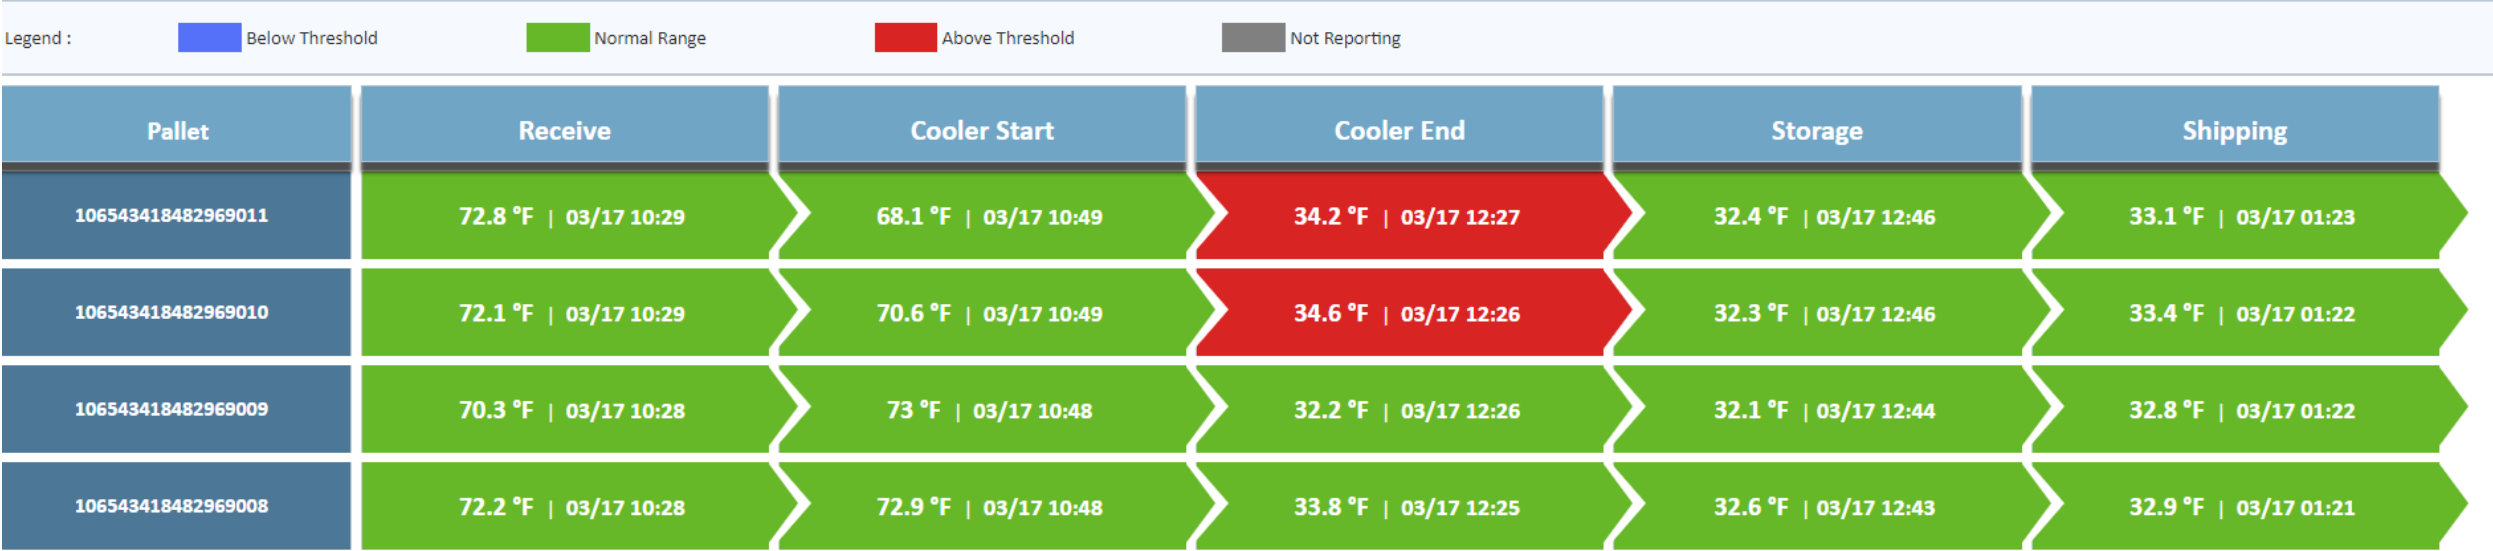 Legend : Below Threshold Normal Range Above Threshold Not Reporting
Pallet Receive Cooler Start Cooler End Storage Shipping
106543418482969011 72.8 °F | 03/17 10:29 68.1 °F | 03/17 10:49 34.2 °F | 03/17 12:27 32.4 °F | 03/17 12:46 33.1 °F | 03/17 01:23
106543418482969010 72.1 °F | 03/17 10:29 70.6 °F | 03/17 10:49 34.6 °F | 03/17 12:26 32.3 °F | 03/17 12:46 33.4 °F | 03/17 01:22
106543418482969009 70.3 °F | 03/17 10:28 73 °F | 03/17 10:48 32.2 °F | 03/17 12:26 32.1 °F | 03/17 12:44 32.8 °F | 03/17 01:22
106543418482969008 72.2 °F | 03/17 10:28 72.9 °F | 03/17 10:48 33.8 °F | 03/17 12:25 32.6 °F | 03/17 12:43 32.9 °F | 03/17 01:21